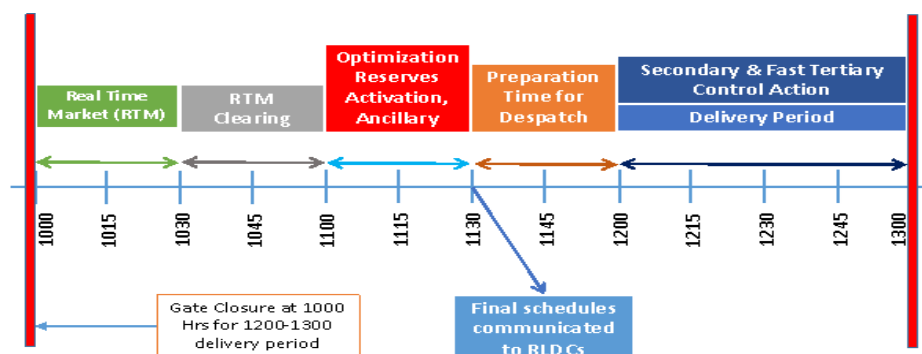 Real Time
Market (RTM)
RTM
Clearing
Optimization
Reserves
Activation,
Ancillary
Preparation
Time for
Despatch
Secondary & Fast Tertiary
Control Action
Delivery Period
1000
1015
1030
1045
1100
1115
1130
1145
1200
1215
1230
1245
1300
Gate Closure at 1000
Hrs for 1200-1300
delivery period
Final schedules
communicated
to RLDCs